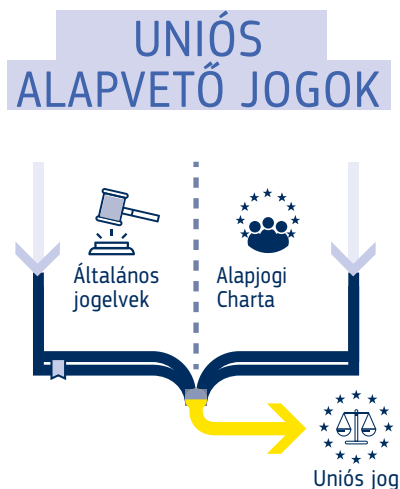 UNIÓS
ALAPVETŐ JOGOK
Általános
jogelvek
Alapjogi
Charta
Uniós jog